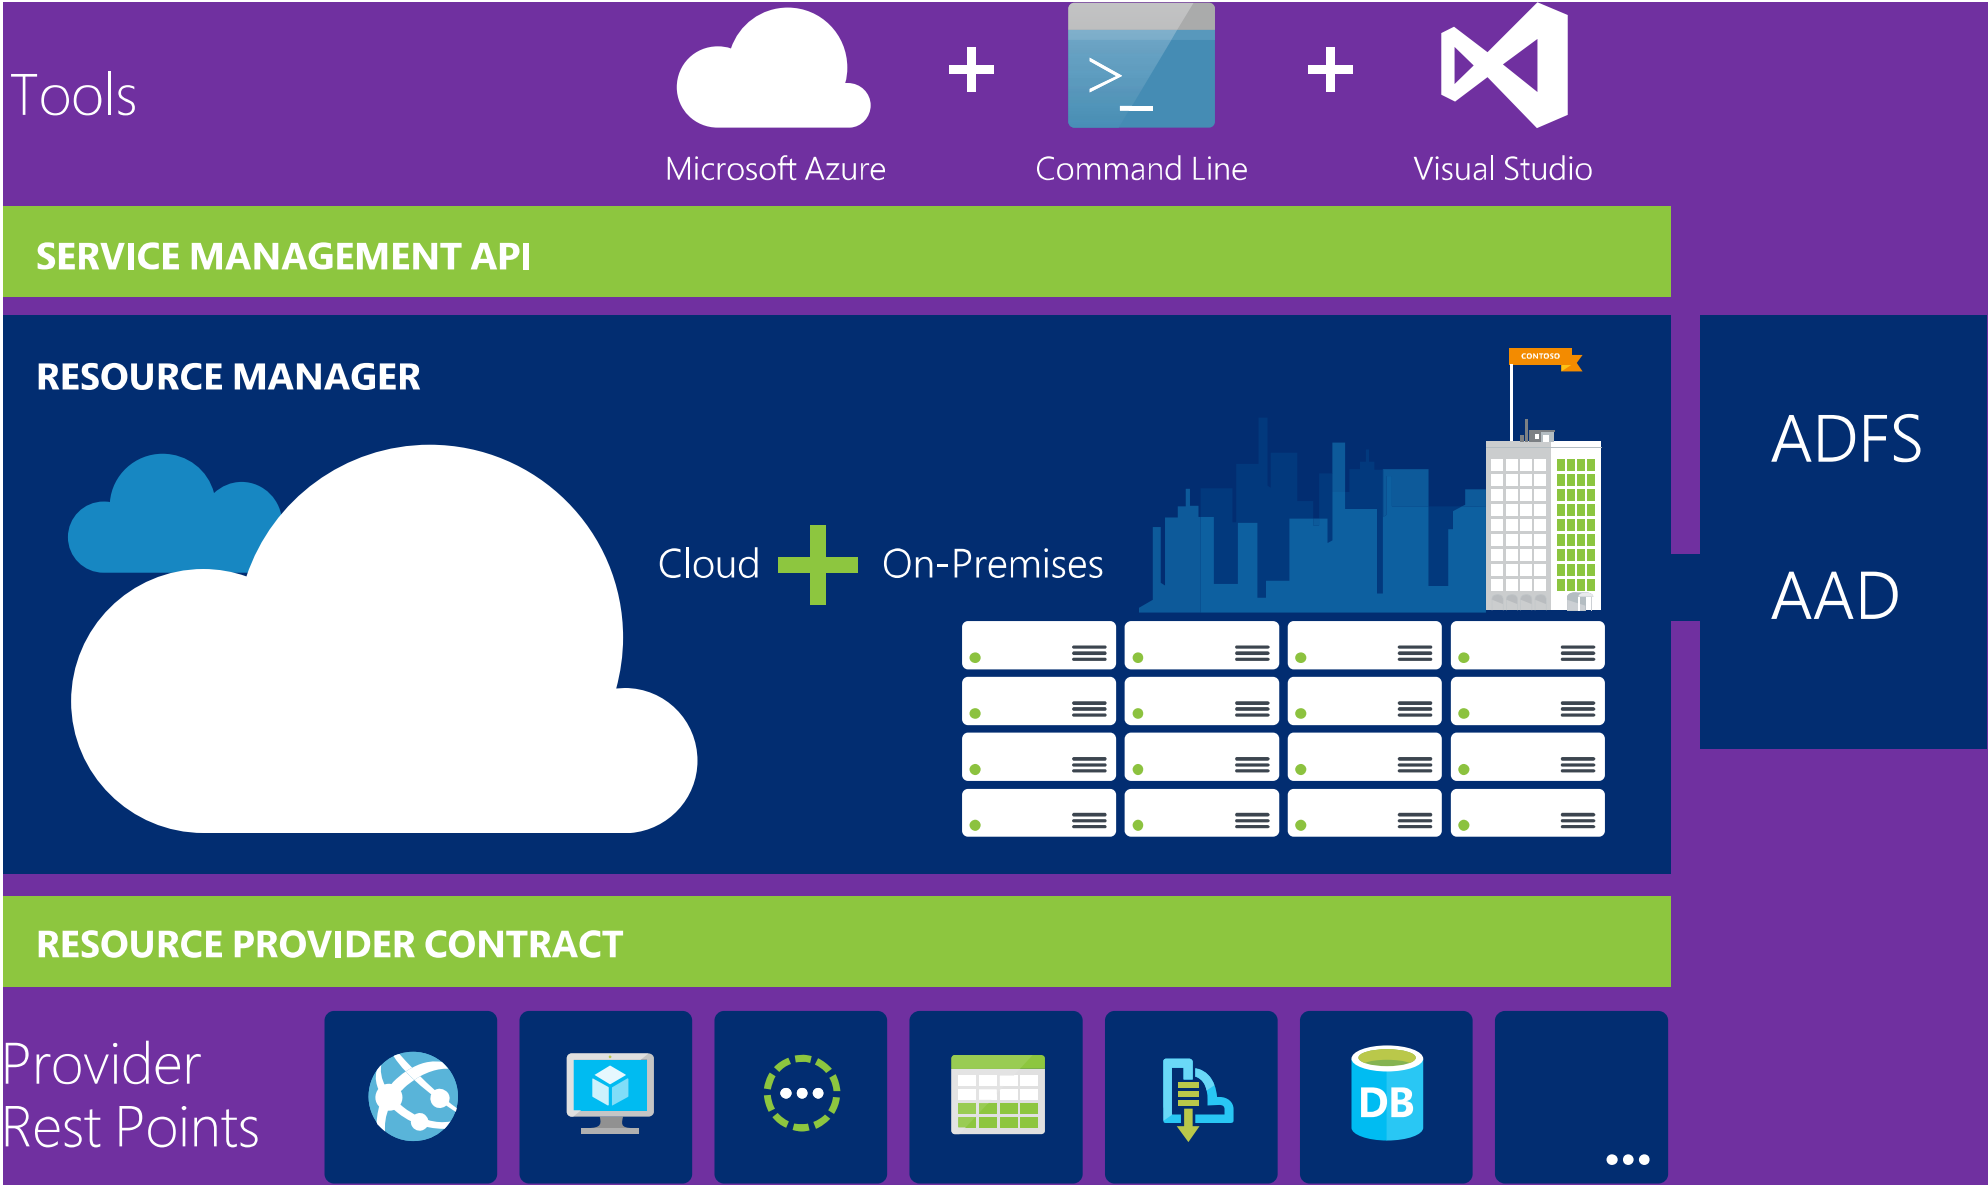 Tools
Microsoft Azure
Command Line
Visual Studio
SERVICE MANAGEMENT API
RESOURCE MANAGER
CONTOSO
Cloud
On-Premises
ADFS
AAD
RESOURCE PROVIDER CONTRACT
Provider
Rest Points
DB